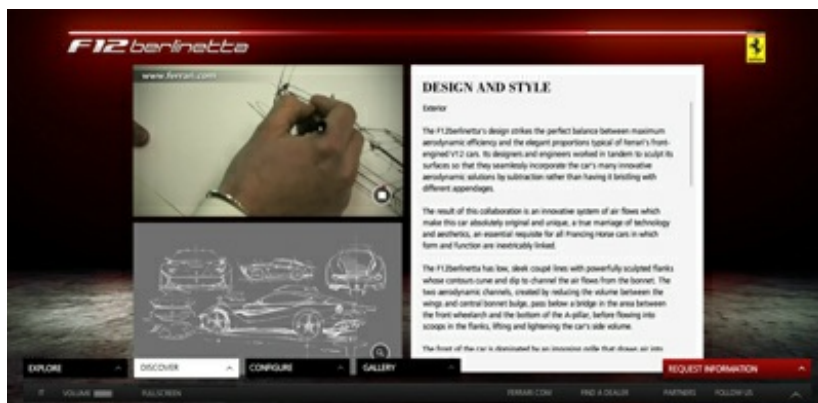 F12berlinetta
www.ferrari.com
DESIGN AND STYLE
Exterior
The F12berlinetta's design strikes the perfect balance between maximum
aerodynamic efficiency and the elegant proportions typical of Ferrari's front-
engined V12 cars. Its designers and engineers worked in tandem to sculpt its
surfaces so that they seamlessly incorporate the car's many innovative
aerodynamic solutions by subtraction rather than having it bristling with
different appendages.
The result of this collaboration is an innovative system of air flows which
make this car absolutely original and unique, a true marriage of technology
and aesthetics, an essential requisite for all Prancing Horse cars in which
form and function are inextricably linked.
The F12berlinetta has low, sleek coupé lines with powerfully sculpted flanks
whose contours curve and dip to channel the air flows from the bonnet. The
two aerodynamic channels, created by reducing the volume between the
wings and central bonnet bulge, pass below a bridge in the area between
the front wheelarch and the bottom of the A-pillar, before flowing into
scoops in the flanks, lifting and lightening the car's side volume.
The front of the car is dominated by an imposing grille that draws air into
EXPLORE
DISCOVER
CONFIGURE
GALLERY
REQUEST INFORMATION
IT
VOLUME
FULLSCREEN
FERRARI.COM
FIND A DEALER
PARTNERS
FOLLOW US